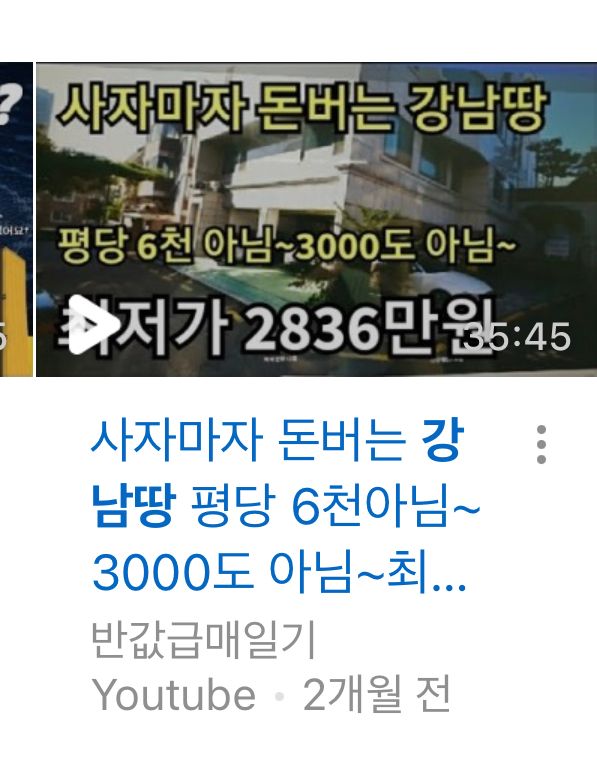 ?
사자마자 돈버는 강남땅
평당 6천 아님~3000도 아님~
최저가 2836만원
35:45
사자마자 돈버는 강
남땅 평당 6천아님~
3000도 아님~최...
반값급매일기
Youtube · 2개월 전